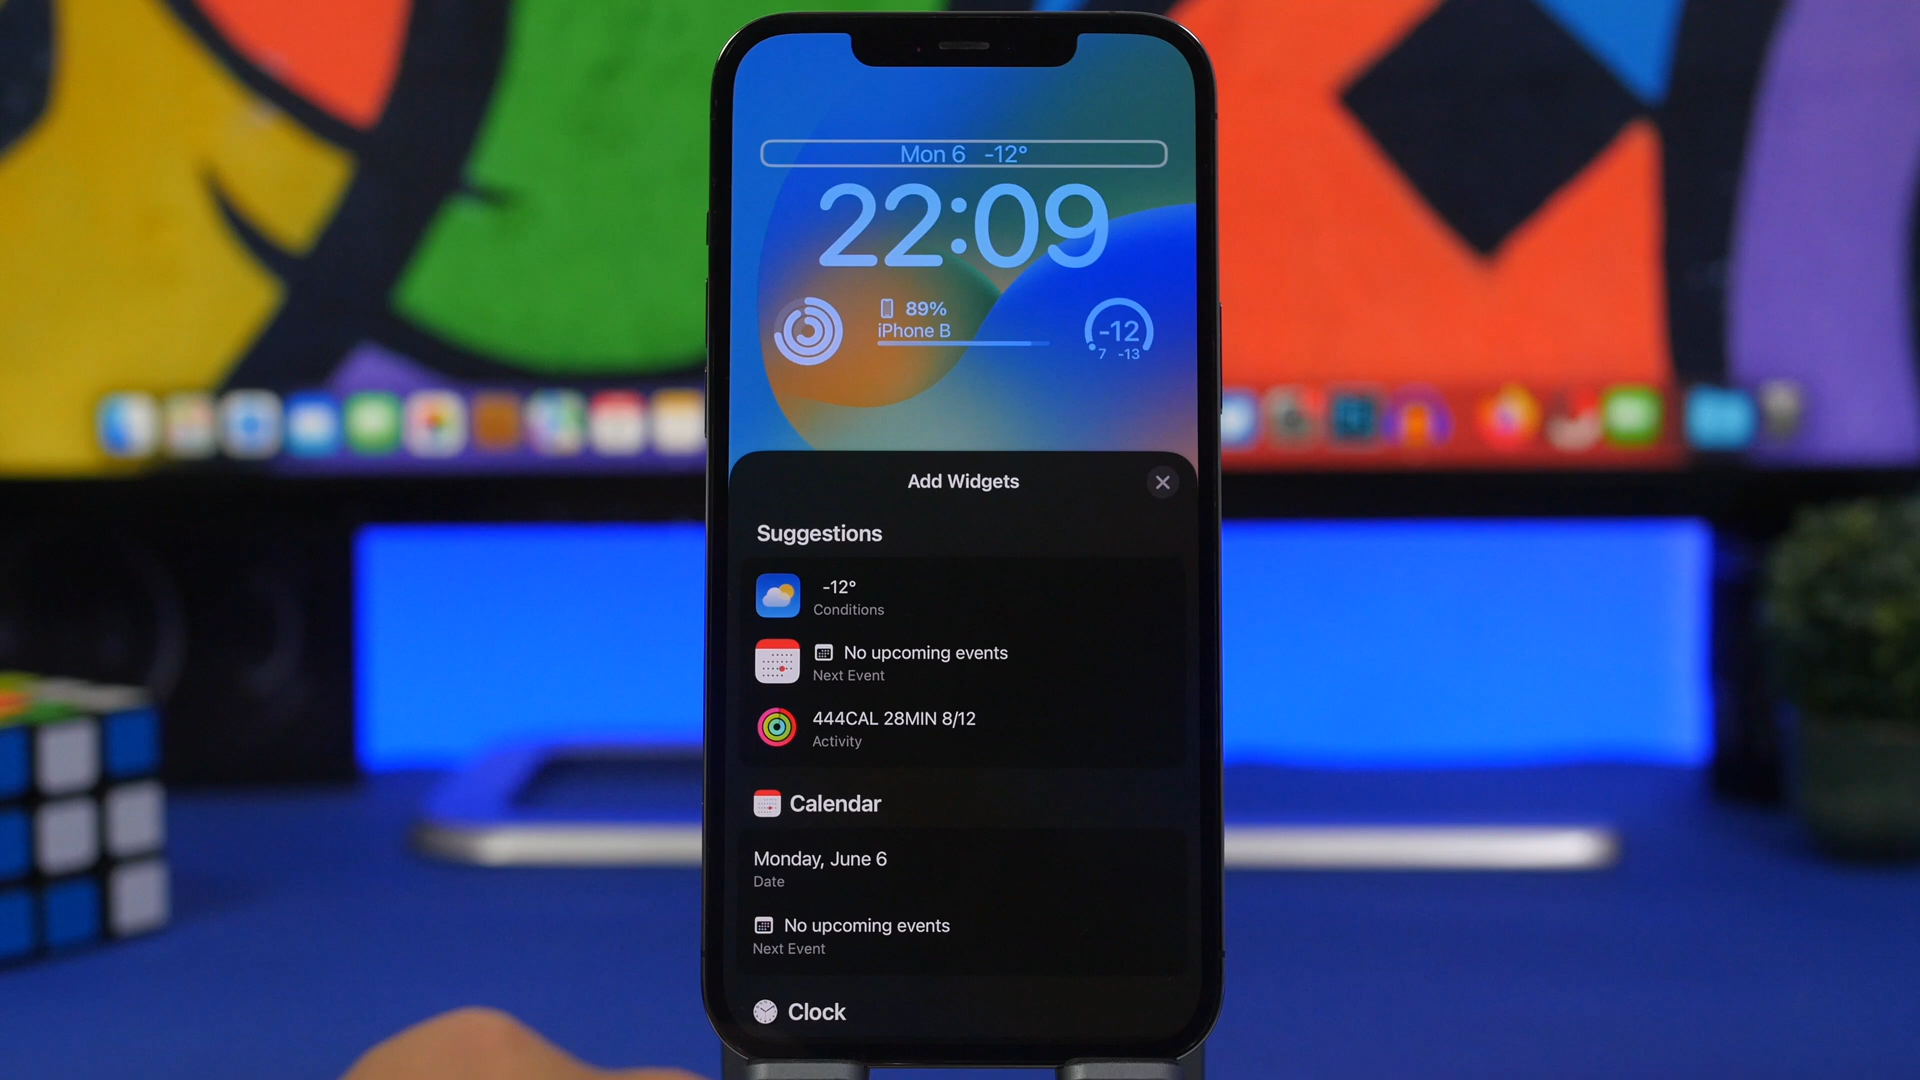 Mon 6 -12°
22:09
89%
iPhone B
-12
7 -13
Add Widgets
Suggestions
-12°
Conditions
No upcoming events
Next Event
444CAL 28MIN 8/12
Activity
Calendar
Monday, June 6
Date
No upcoming events
Next Event
Clock